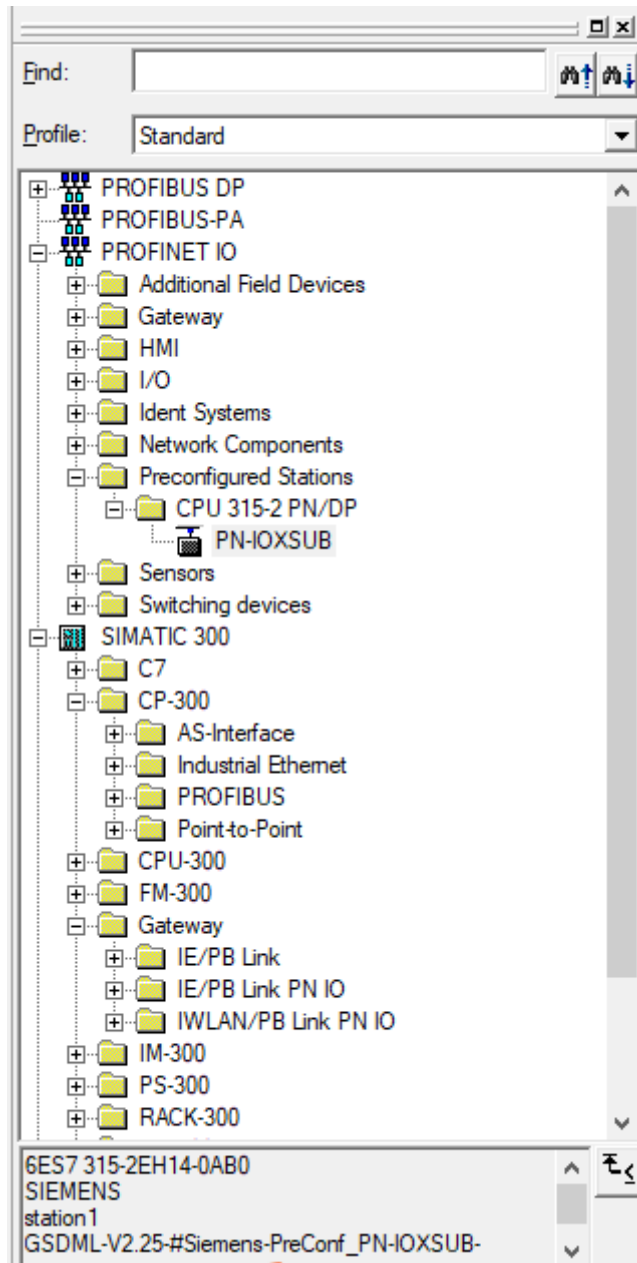 Find:
Profile: Standard
PROFIBUS DP
PROFIBUS-PA
PROFINET IO
Additional Field Devices
Gateway
HMI
I/O
Ident Systems
Network Components
Preconfigured Stations
CPU 315-2 PN/DP
PN-IOXSUB
Sensors
Switching devices
SIMATIC 300
C7
CP-300
AS-Interface
Industrial Ethernet
PROFIBUS
Point-to-Point
CPU-300
FM-300
Gateway
IE/PB Link
IE/PB Link PN IO
IWLAN/PB Link PN IO
IM-300
PS-300
RACK-300
6ES7 315-2EH14-0AB0
SIEMENS
station1
GSDML-V2.25-#Siemens-PreConf_PN-IOXSUB-